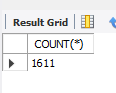 Result Grid
COUNT(*)
1611